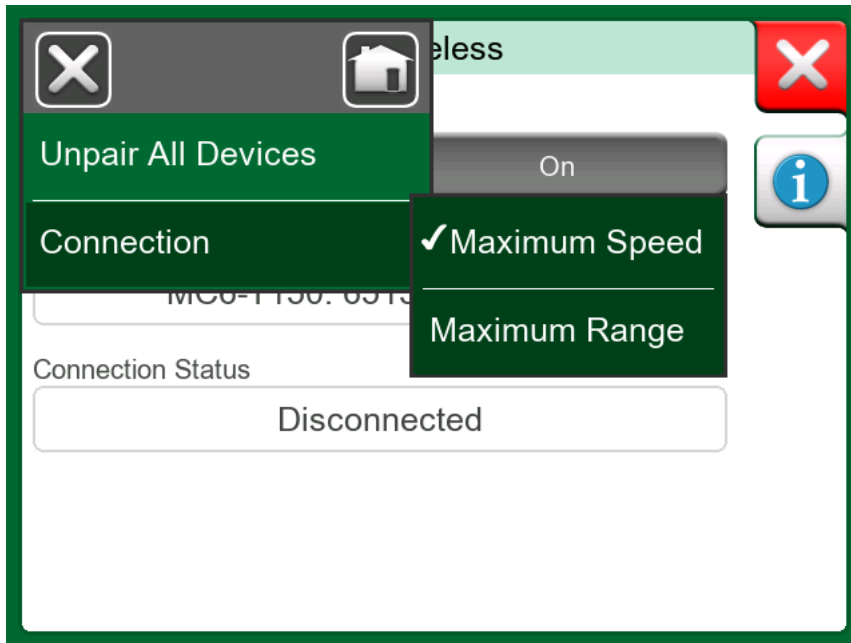 eless
Unpair All Devices
On
Connection
✓Maximum Speed
Maximum Range
Connection Status
Disconnected